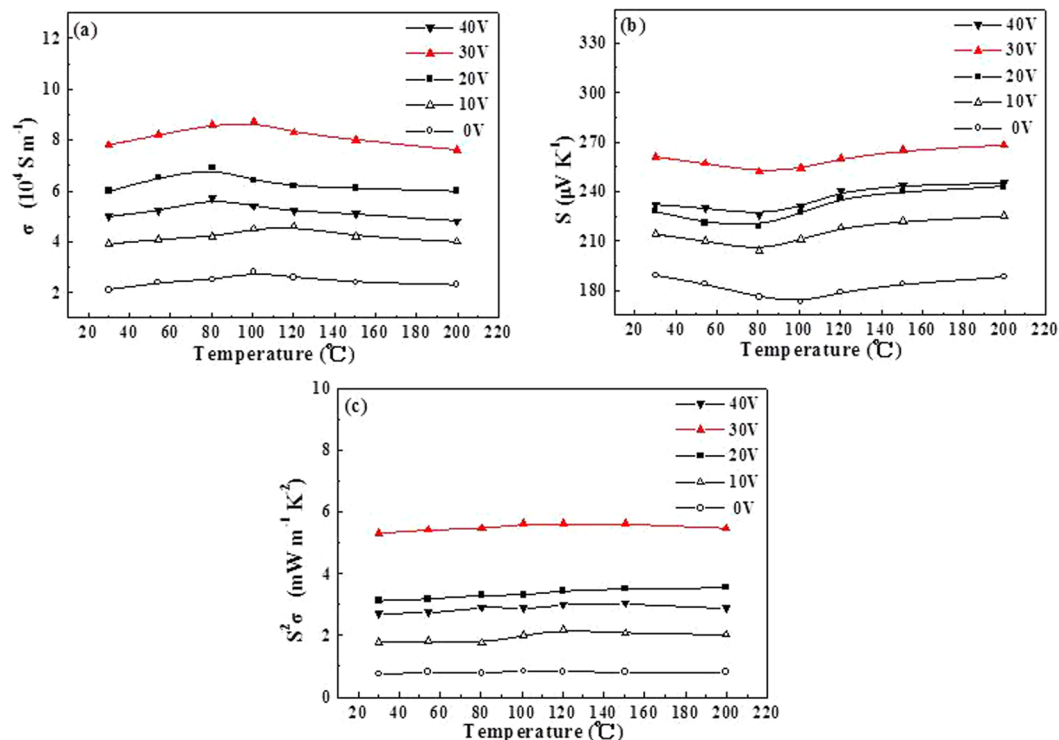 (a)
40V
30V
20V
10V
0V
12
10
8
6
4
2
σ (10⁴ S m⁻¹)
20 40 60 80 100 120 140 160 180 200 220
Temperature (℃)
(b)
40V
30V
20V
10V
0V
330
300
270
240
210
180
S (μV K⁻¹)
20 40 60 80 100 120 140 160 180 200 220
Temperature (℃)
(c)
40V
30V
20V
10V
0V
10
8
6
4
2
0
S²σ (mW m⁻¹ K⁻²)
20 40 60 80 100 120 140 160 180 200 220
Temperature (℃)